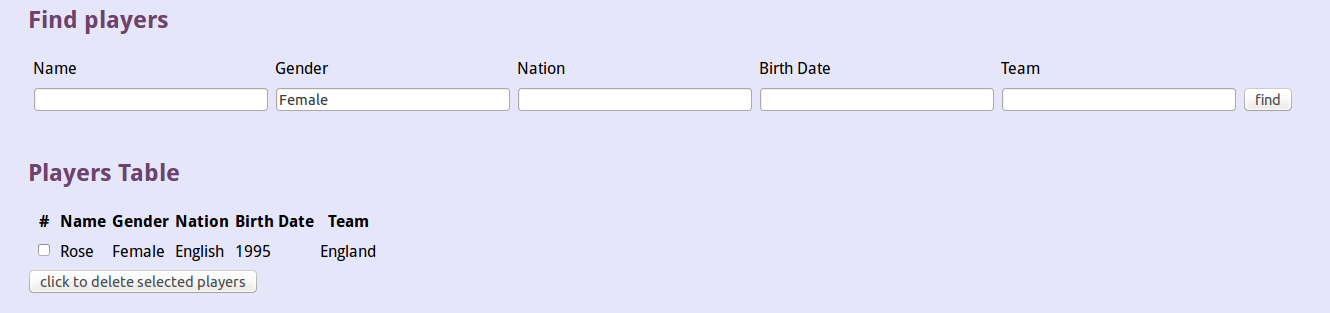 Find players
Name Gender Nation Birth Date Team
Female find
Players Table
# Name Gender Nation Birth Date Team
Rose Female English 1995 England
click to delete selected players